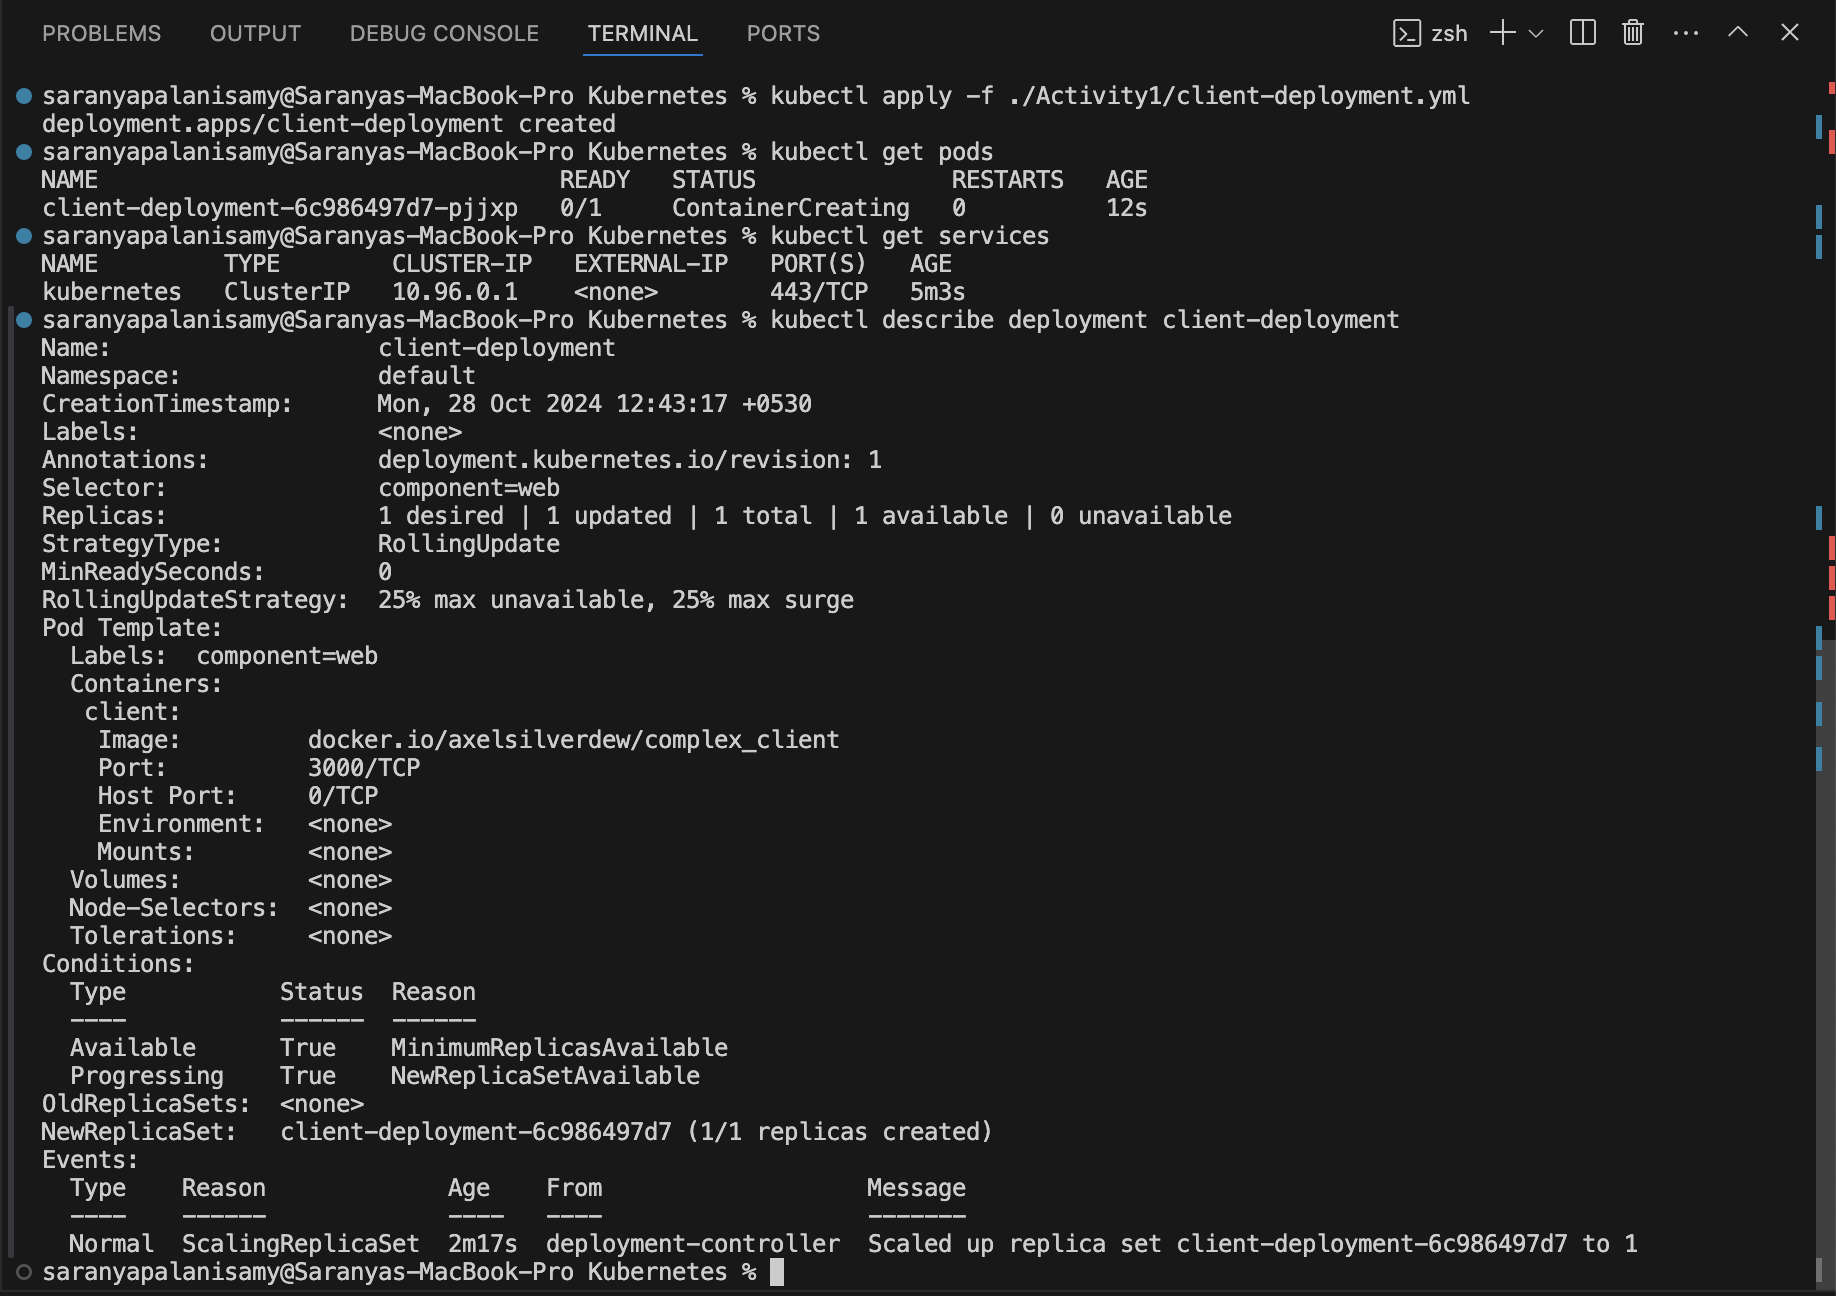 PROBLEMS OUTPUT DEBUG CONSOLE TERMINAL PORTS zsh
saranyapalanisamy@Saranyas-MacBook-Pro Kubernetes % kubectl apply -f ./Activity1/client-deployment.yml
deployment.apps/client-deployment created
saranyapalanisamy@Saranyas-MacBook-Pro Kubernetes % kubectl get pods
NAME READY STATUS RESTARTS AGE
client-deployment-6c986497d7-pjjxp 0/1 ContainerCreating 0 12s
saranyapalanisamy@Saranyas-MacBook-Pro Kubernetes % kubectl get services
NAME TYPE CLUSTER-IP EXTERNAL-IP PORT(S) AGE
kubernetes ClusterIP 10.96.0.1 <none> 443/TCP 5m3s
saranyapalanisamy@Saranyas-MacBook-Pro Kubernetes % kubectl describe deployment client-deployment
Name: client-deployment
Namespace: default
CreationTimestamp: Mon, 28 Oct 2024 12:43:17 +0530
Labels: <none>
Annotations: deployment.kubernetes.io/revision: 1
Selector: component=web
Replicas: 1 desired | 1 updated | 1 total | 1 available | 0 unavailable
StrategyType: RollingUpdate
MinReadySeconds: 0
RollingUpdateStrategy: 25% max unavailable, 25% max surge
Pod Template:
Labels: component=web
Containers:
client:
Image: docker.io/axelsilverdew/complex_client
Port: 3000/TCP
Host Port: 0/TCP
Environment: <none>
Mounts: <none>
Volumes: <none>
Node-Selectors: <none>
Tolerations: <none>
Conditions:
Type Status Reason
---- ------ ------
Available True MinimumReplicasAvailable
Progressing True NewReplicaSetAvailable
OldReplicaSets: <none>
NewReplicaSet: client-deployment-6c986497d7 (1/1 replicas created)
Events:
Type Reason Age From Message
---- ------ ---- ---- -------
Normal ScalingReplicaSet 2m17s deployment-controller Scaled up replica set client-deployment-6c986497d7 to 1
saranyapalanisamy@Saranyas-MacBook-Pro Kubernetes %